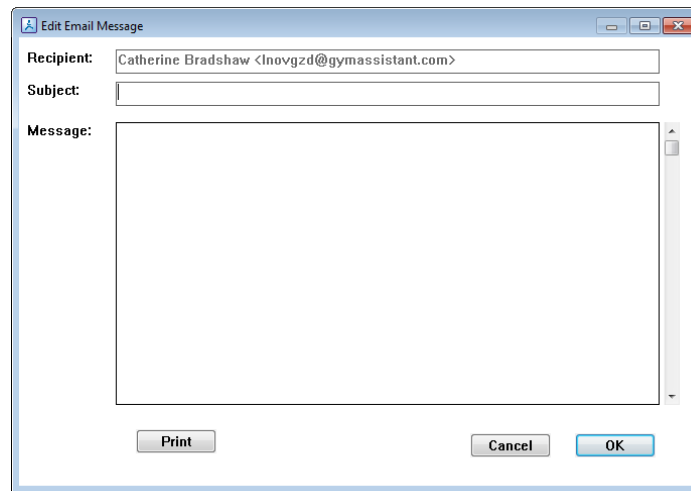 Edit Email Message
Recipient: Catherine Bradshaw <lnovgzd@gymassistant.com>
Subject:
Message:
Print Cancel OK